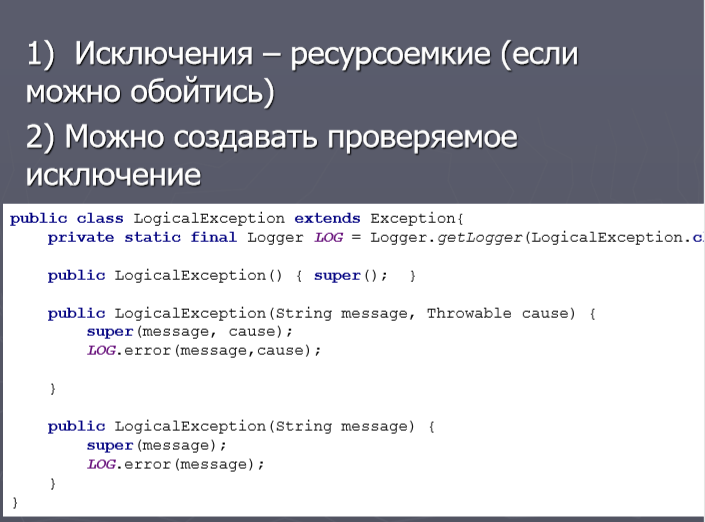 1) Исключения – ресурсоемкие (если
можно обойтись)
2) Можно создавать проверяемое
исключение
public class LogicalException extends Exception{
    private static final Logger LOG = Logger.getLogger(LogicalException.c
    public LogicalException() { super();  }
    public LogicalException(String message, Throwable cause) {
        super(message, cause);
        LOG.error(message,cause);
    }
    public LogicalException(String message) {
        super(message);
        LOG.error(message);
    }
}